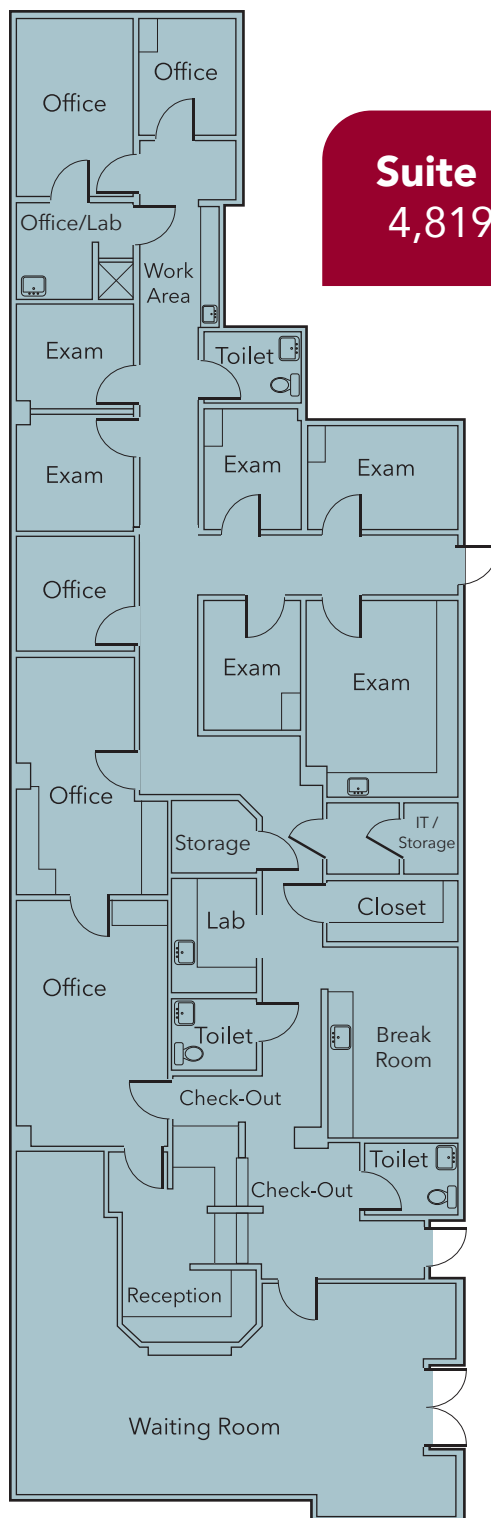 Office
Office
Suite
4,819
Office/Lab
Work
Area
Exam
Toilet
Exam
Exam
Exam
Office
Exam
Exam
Office
Storage
IT /
Storage
Lab
Closet
Office
Toilet
Break
Room
Check-Out
Toilet
Check-Out
Reception
Waiting Room